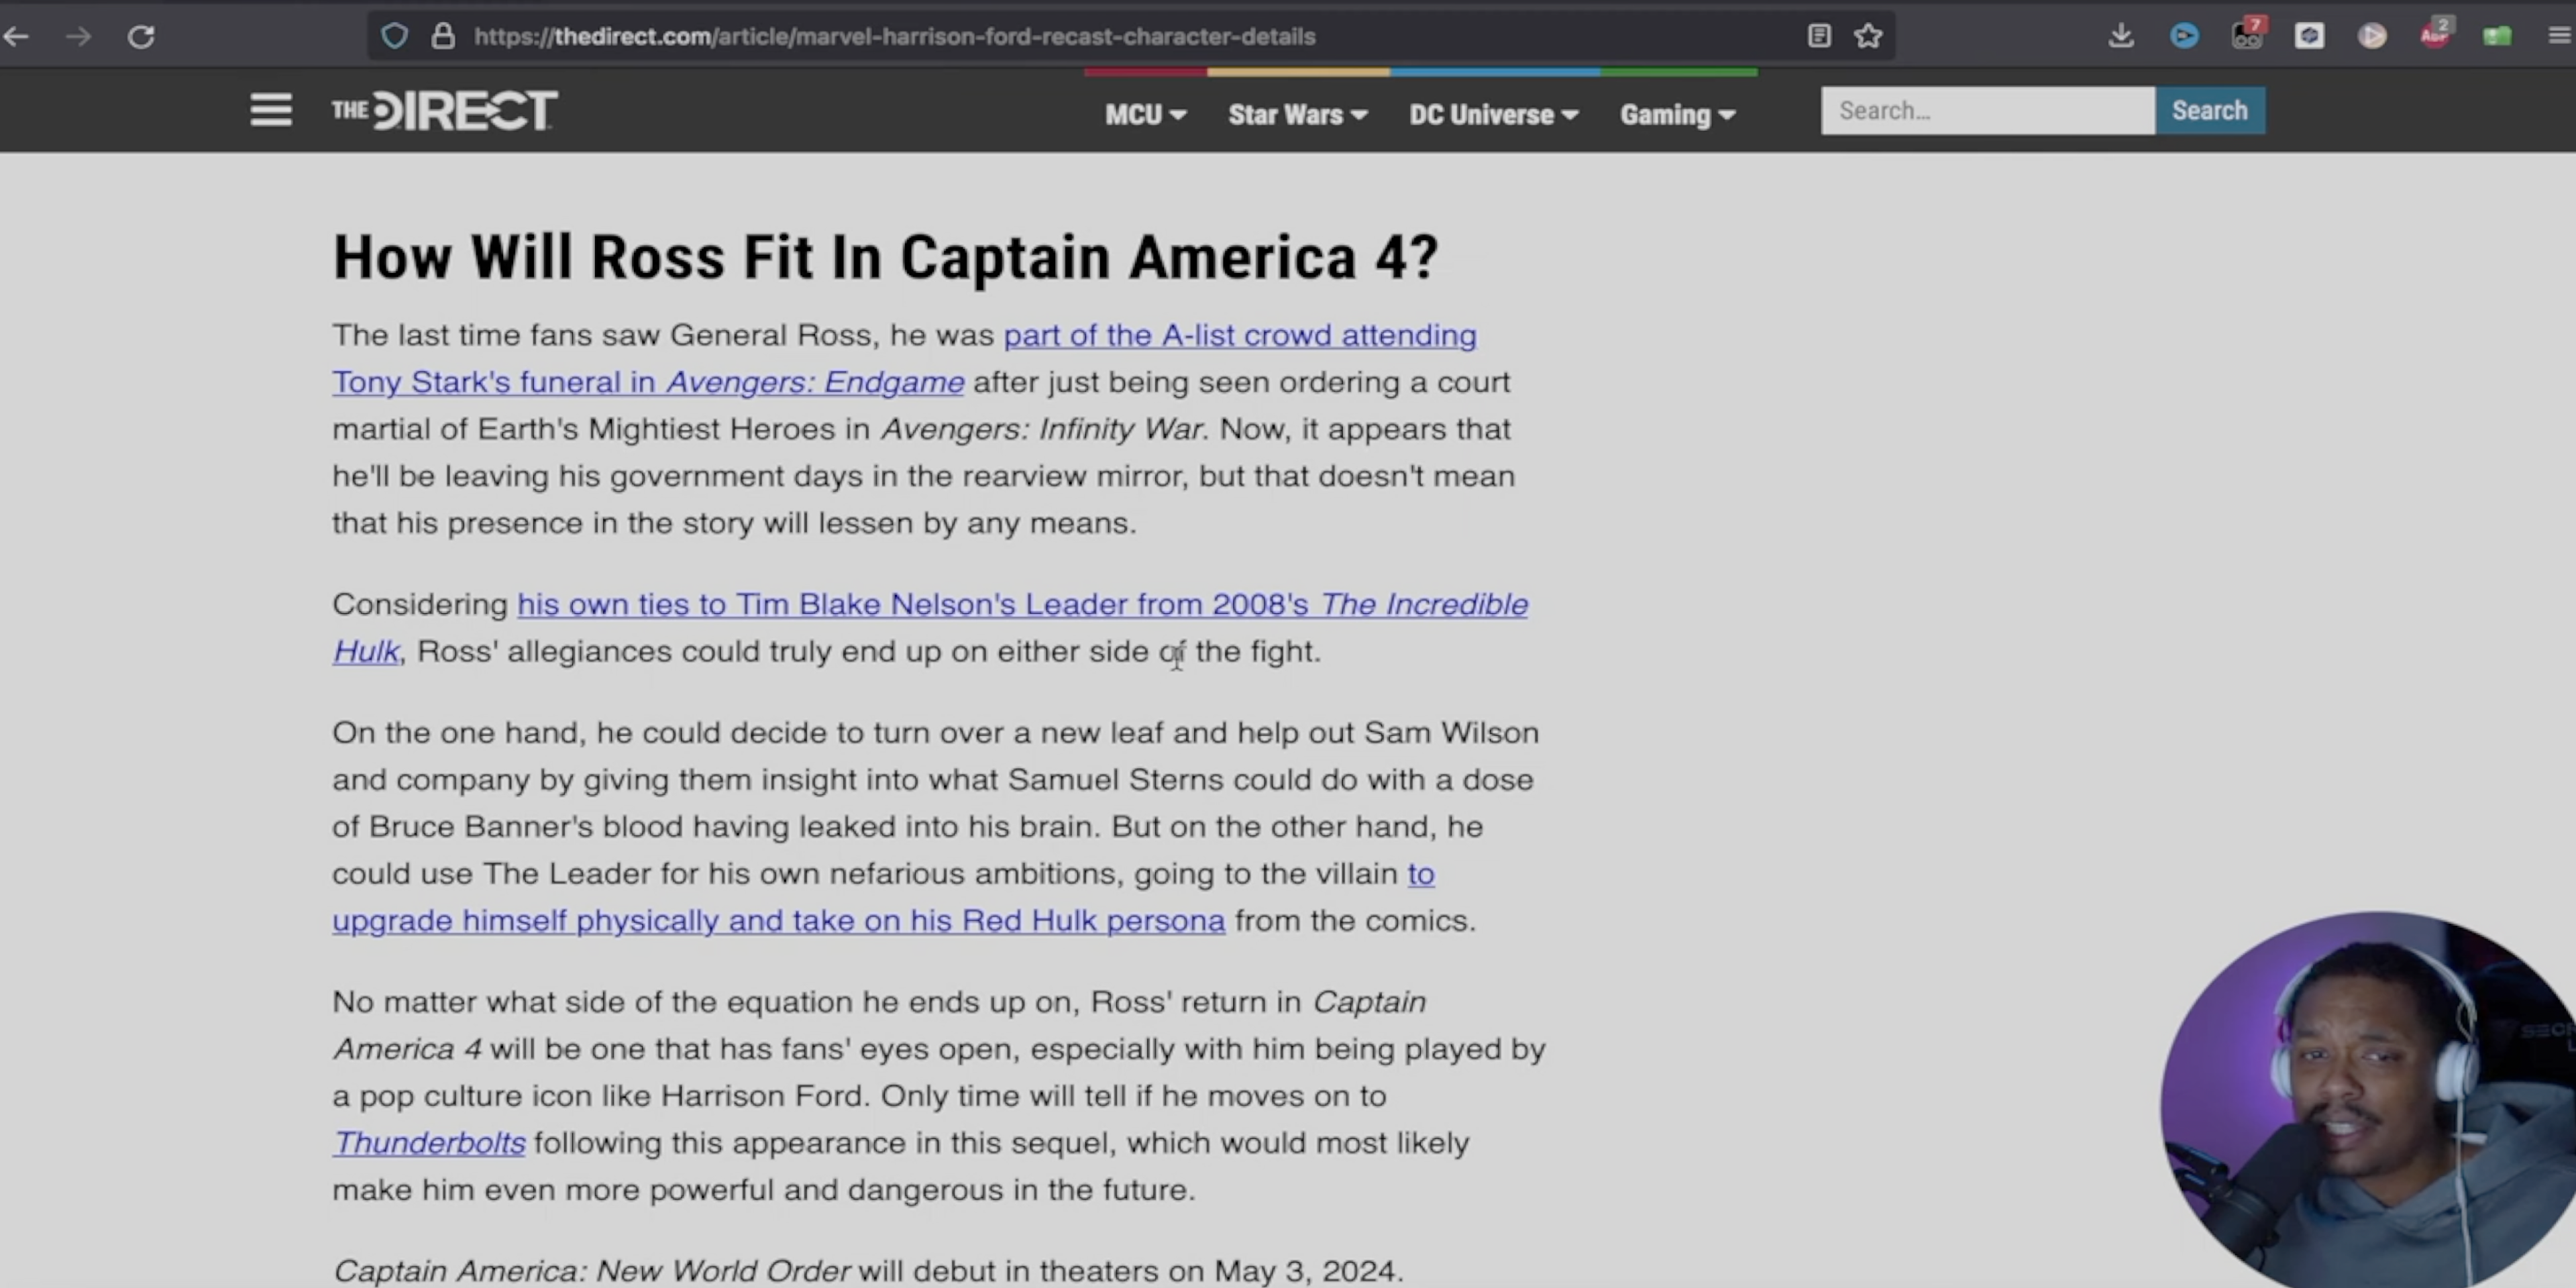 https://thedirect.com/article/marvel-harrison-ford-recast-character-details
7
2
ABP
THE DIRECT
MCU
Star Wars
DC Universe
Gaming
Search...
Search
How Will Ross Fit In Captain America 4?
The last time fans saw General Ross, he was part of the A-list crowd attending
Tony Stark's funeral in Avengers: Endgame after just being seen ordering a court
martial of Earth's Mightiest Heroes in Avengers: Infinity War. Now, it appears that
he'll be leaving his government days in the rearview mirror, but that doesn't mean
that his presence in the story will lessen by any means.
Considering his own ties to Tim Blake Nelson's Leader from 2008's The Incredible
Hulk, Ross' allegiances could truly end up on either side of the fight.
On the one hand, he could decide to turn over a new leaf and help out Sam Wilson
and company by giving them insight into what Samuel Sterns could do with a dose
of Bruce Banner's blood having leaked into his brain. But on the other hand, he
could use The Leader for his own nefarious ambitions, going to the villain to
upgrade himself physically and take on his Red Hulk persona from the comics.
No matter what side of the equation he ends up on, Ross' return in Captain
America 4 will be one that has fans' eyes open, especially with him being played by
a pop culture icon like Harrison Ford. Only time will tell if he moves on to
Thunderbolts following this appearance in this sequel, which would most likely
make him even more powerful and dangerous in the future.
Captain America: New World Order will debut in theaters on May 3, 2024.